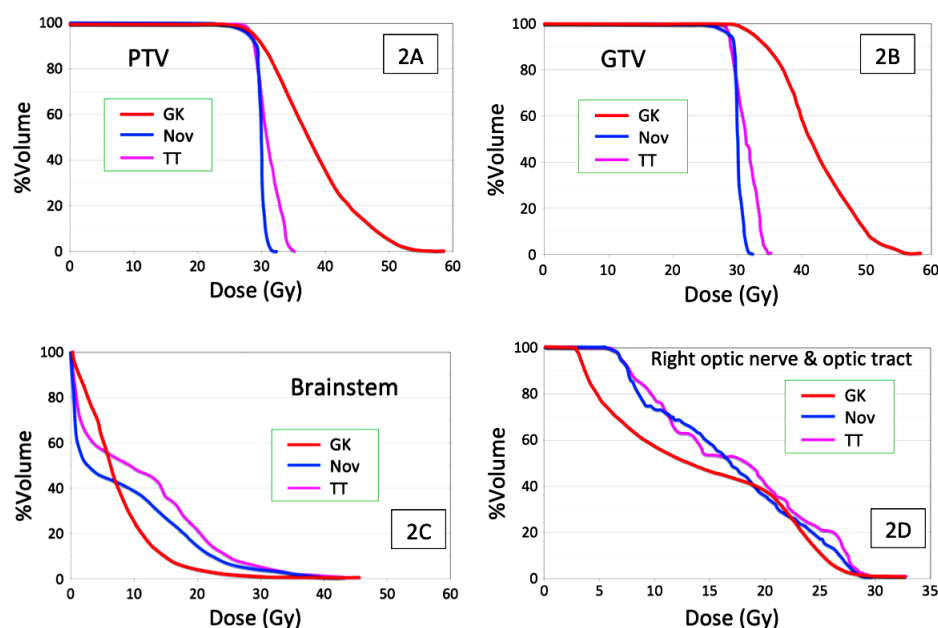 100
80
60
40
20
0
%Volume
PTV
2A
GK
Nov
TT
0 10 20 30 40 50 60
Dose (Gy)
100
80
60
40
20
0
%Volume
GTV
2B
GK
Nov
TT
0 10 20 30 40 50 60
Dose (Gy)
100
80
60
40
20
0
%Volume
Brainstem
GK
Nov
TT
2C
0 10 20 30 40 50 60
Dose (Gy)
100
80
60
40
20
0
%Volume
Right optic nerve & optic tract
GK
Nov
TT
2D
0 5 10 15 20 25 30 35
Dose (Gy)